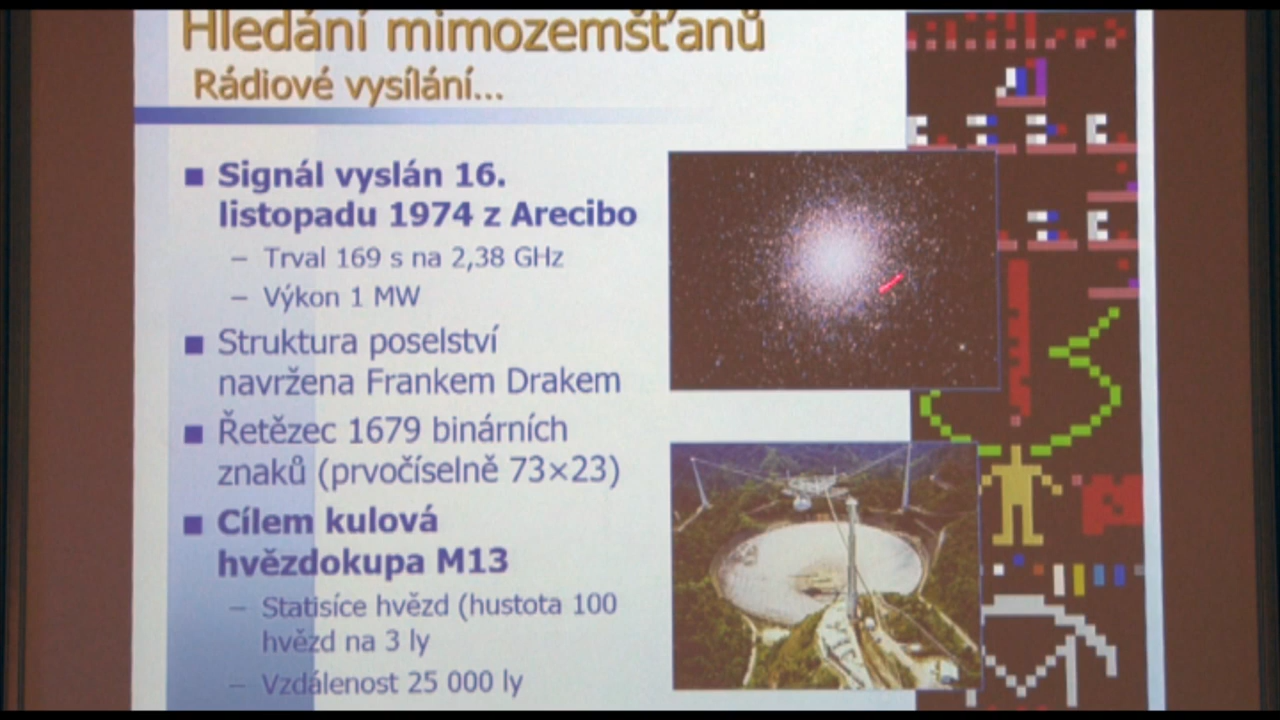 Hledání mimozemšťanů
Rádiové vysílání...
■ Signál vyslán 16.
listopadu 1974 z Arecibo
– Trval 169 s na 2,38 GHz
– Výkon 1 MW
■ Struktura poselství
navržena Frankem Drakem
■ Řetězec 1679 binárních
znaků (prvočíselně 73×23)
■ Cílem kulová
hvězdokupa M13
– Statisíce hvězd (hustota 100
hvězd na 3 ly
– Vzdálenost 25 000 ly